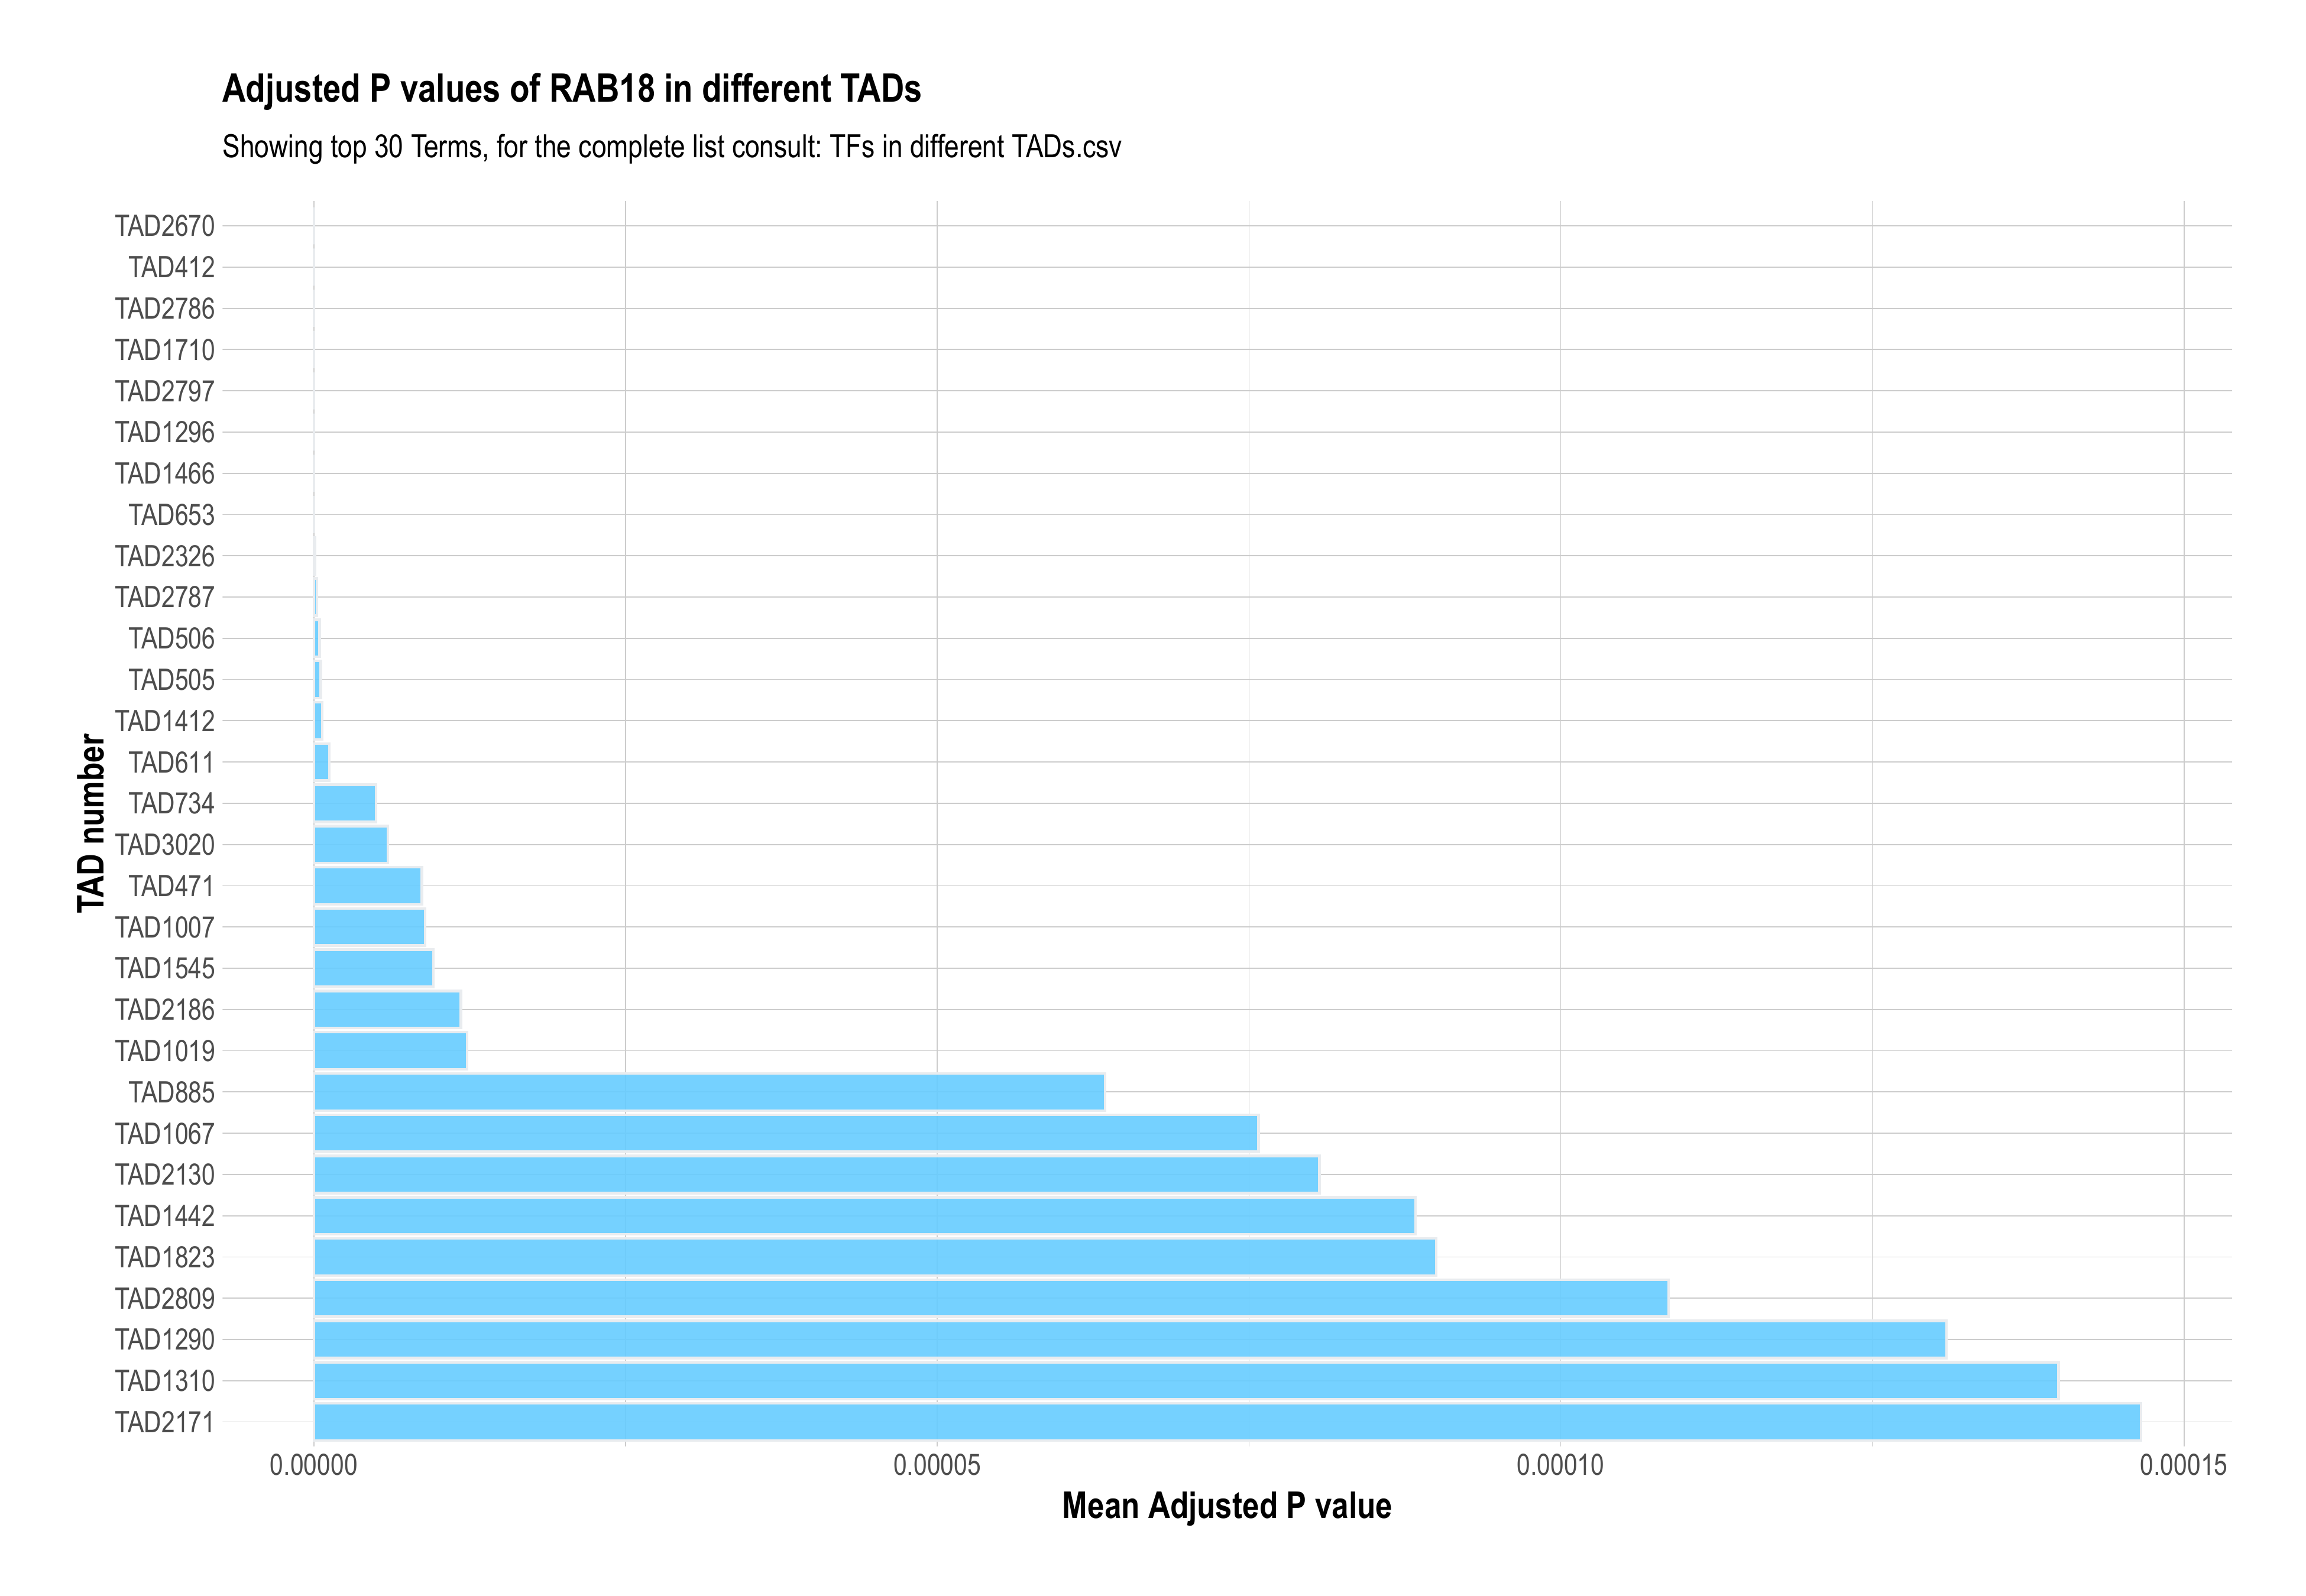 Adjusted P values of RAB18 in different TADs
Showing top 30 Terms, for the complete list consult: TFs in different TADs.csv
TAD number
TAD2670
TAD412
TAD2786
TAD1710
TAD2797
TAD1296
TAD1466
TAD653
TAD2326
TAD2787
TAD506
TAD505
TAD1412
TAD611
TAD734
TAD3020
TAD471
TAD1007
TAD1545
TAD2186
TAD1019
TAD885
TAD1067
TAD2130
TAD1442
TAD1823
TAD2809
TAD1290
TAD1310
TAD2171
0.00000 0.00005 0.00010 0.00015
Mean Adjusted P value